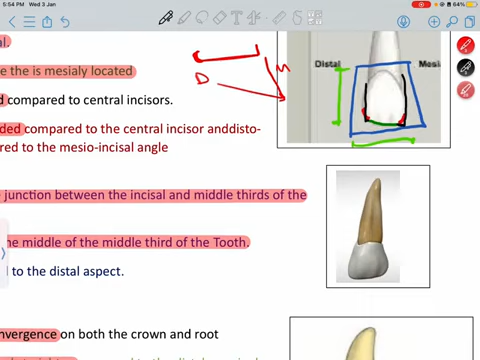 5:54 PM Wed 3 Jan
64%
al.
e the is mesialy located
D
M
Distal
Mesia
d compared to central incisors.
ded compared to the central incisor anddisto-
red to the mesio-incisal angle
junction between the incisal and middle thirds of the
he middle of the middle third of the Tooth.
d to the distal aspect.
nvergence on both the crown and root